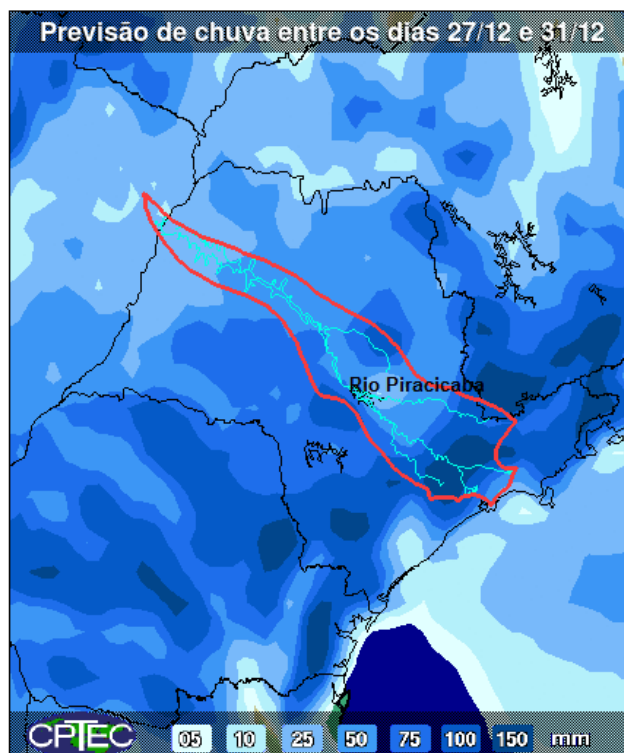 Previsão de chuva entre os dias 27/12 e 31/12
Rio Piracicaba
CPTEC 05 10 25 50 75 100 150 mm